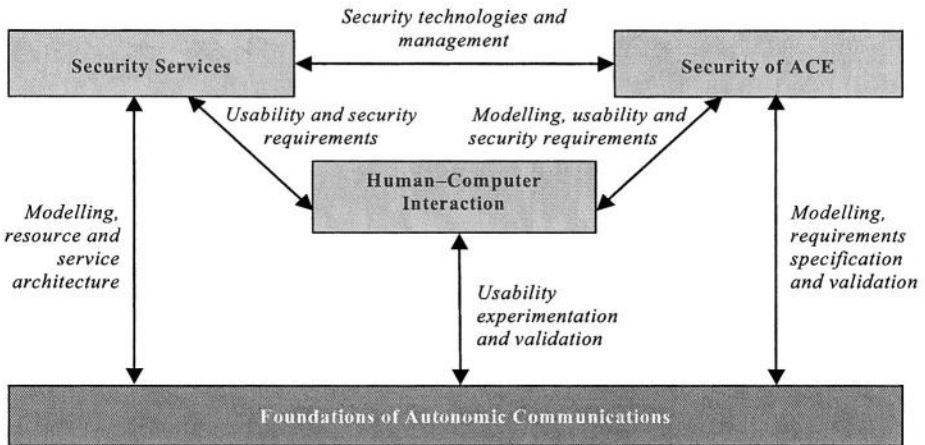 Security technologies and
management
Security Services
Security of ACE
Usability and security
requirements
Modelling, usability and
security requirements
Human–Computer
Interaction
Modelling,
resource and
service
architecture
Modelling,
requirements
specification
and validation
Usability
experimentation
and validation
Foundations of Autonomic Communications